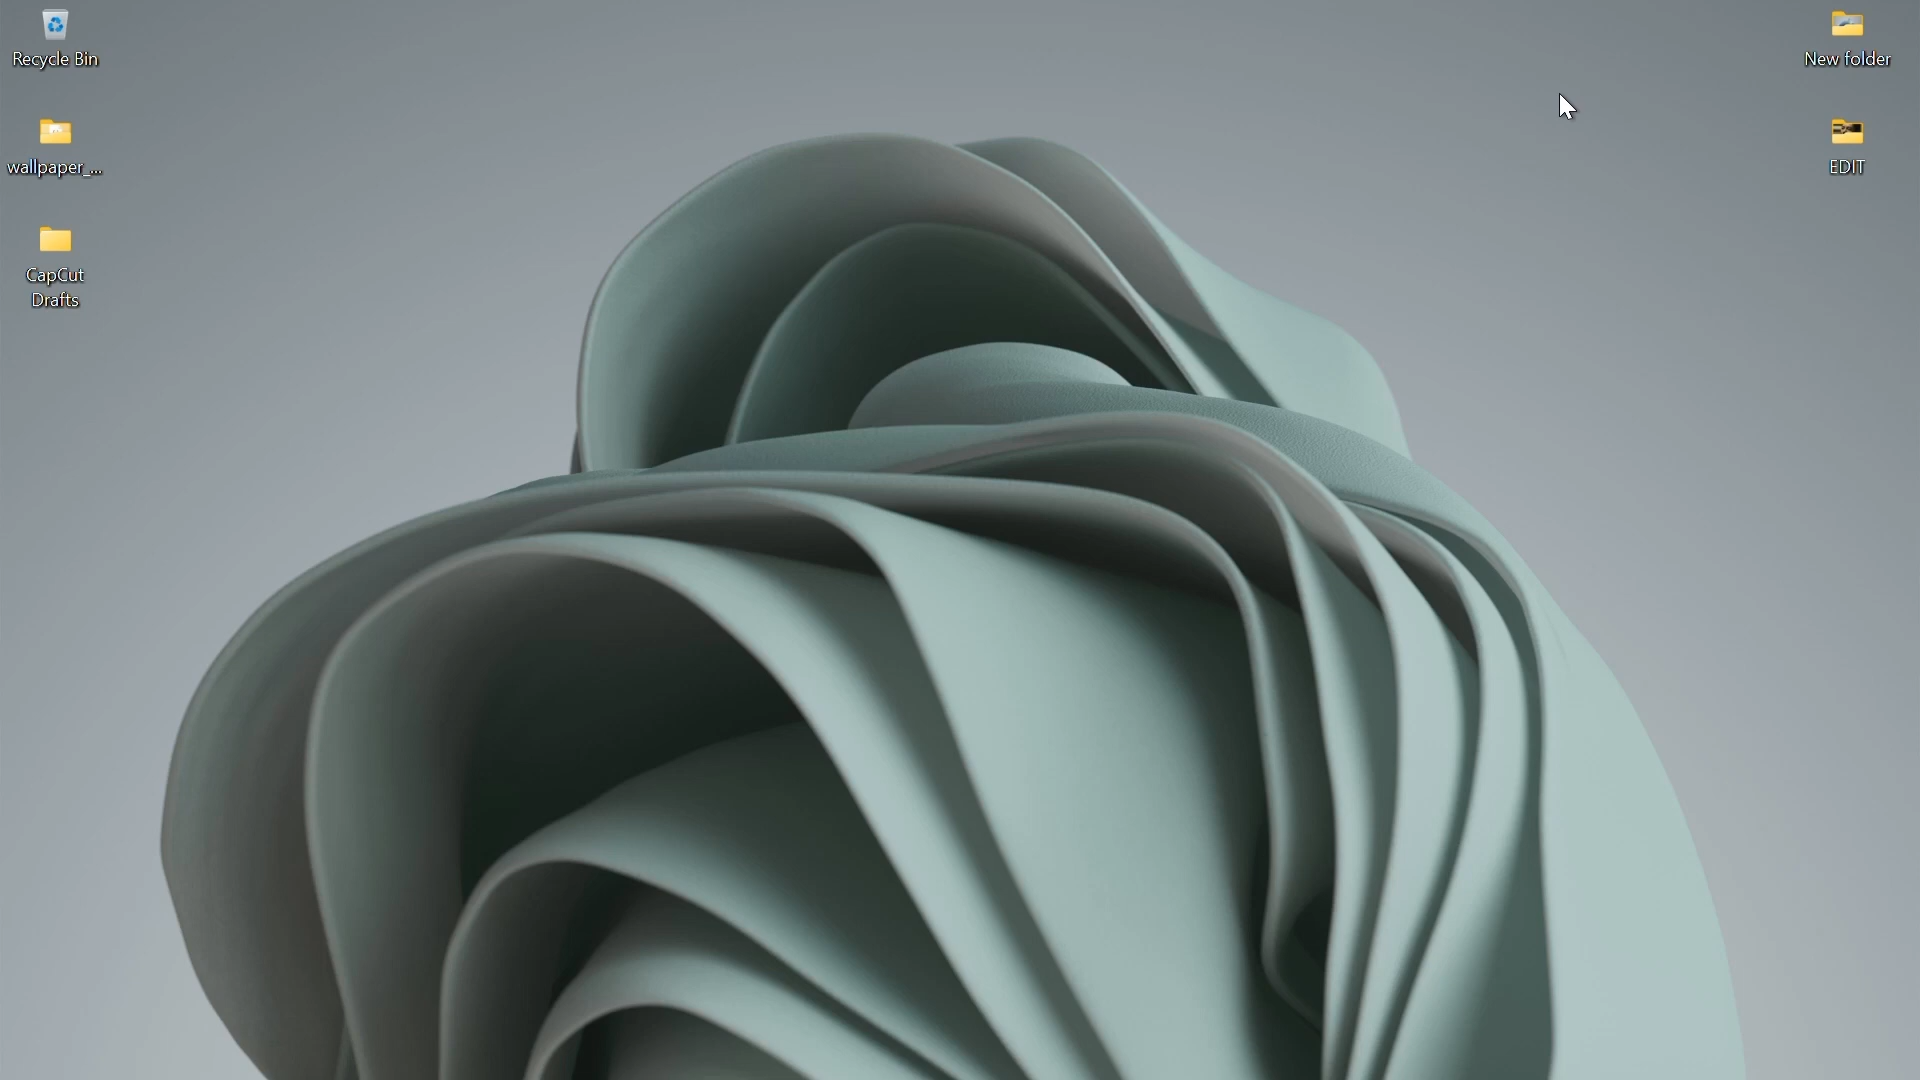 Recycle Bin
New folder
wallpaper_...
EDIT
CapCut
Drafts